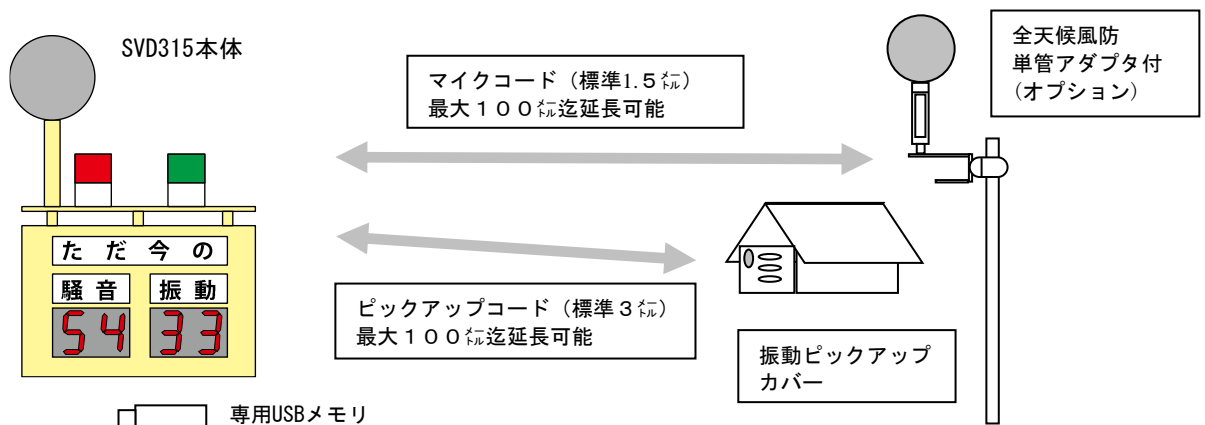 SVD315本体
マイクコード（標準1.5㍍）
最大１００㍍迄延長可能
全天候風防
単管アダプタ付
(オプション)
ただ今の
騒音 振動
54 33
ピックアップコード（標準３㍍）
最大１００㍍迄延長可能
振動ピックアップ
カバー
専用USBメモリ